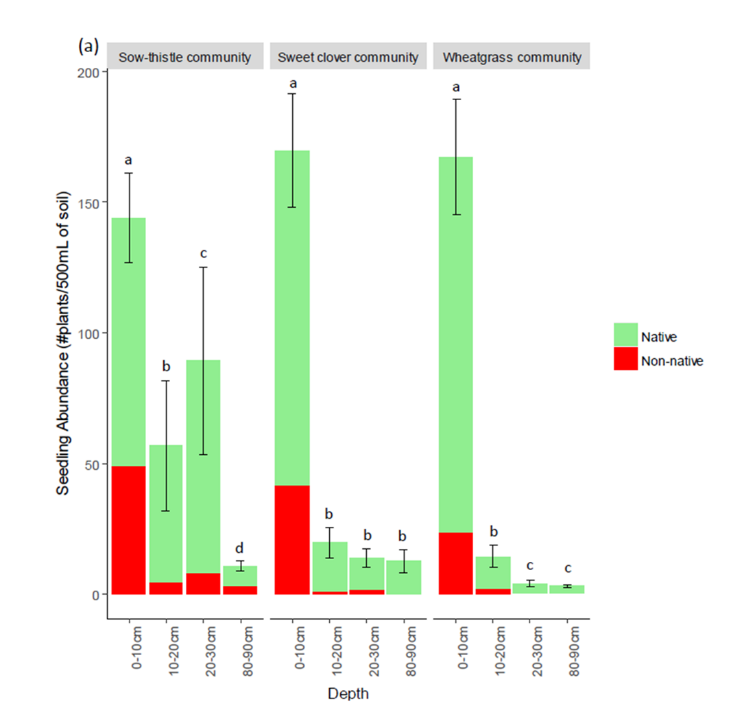 (a)
Sow-thistle community
Sweet clover community
Wheatgrass community
Seedling Abundance (#plants/500mL of soil)
200
150
100
50
0
a
b
c
d
a
b
b
b
a
b
c
c
0-10cm
10-20cm
20-30cm
80-90cm
0-10cm
10-20cm
20-30cm
80-90cm
0-10cm
10-20cm
20-30cm
80-90cm
Depth
Native
Non-native